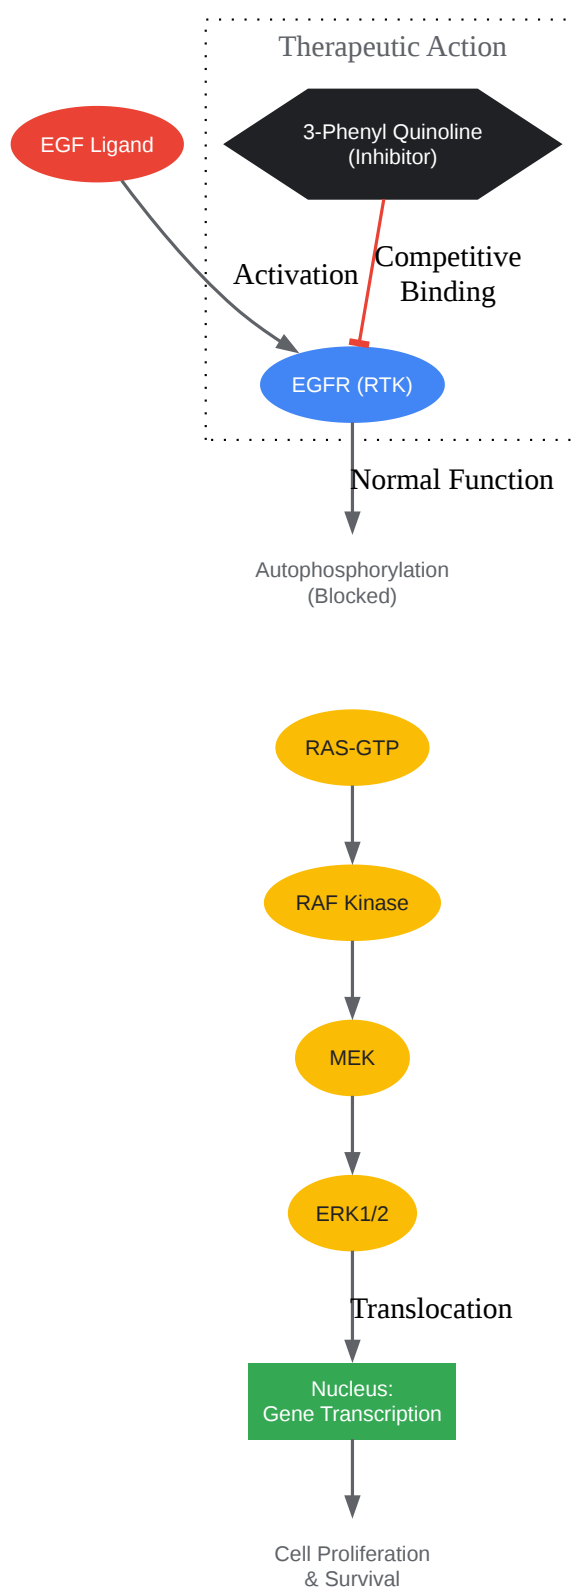 Therapeutic Action
EGF Ligand
3-Phenyl Quinoline
(Inhibitor)
Activation
Competitive
Binding
EGFR (RTK)
Normal Function
Autophosphorylation
(Blocked)
RAS-GTP
RAF Kinase
MEK
ERK1/2
Translocation
Nucleus:
Gene Transcription
Cell Proliferation
& Survival